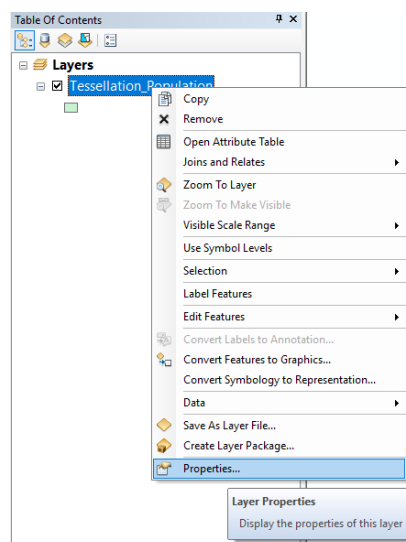 Table Of Contents
Layers
Tessellation_Population
Copy
Remove
Open Attribute Table
Joins and Relates
Zoom To Layer
Zoom To Make Visible
Visible Scale Range
Use Symbol Levels
Selection
Label Features
Edit Features
Convert Labels to Annotation...
Convert Features to Graphics...
Convert Symbology to Representation...
Data
Save As Layer File...
Create Layer Package...
Properties...
Layer Properties
Display the properties of this layer